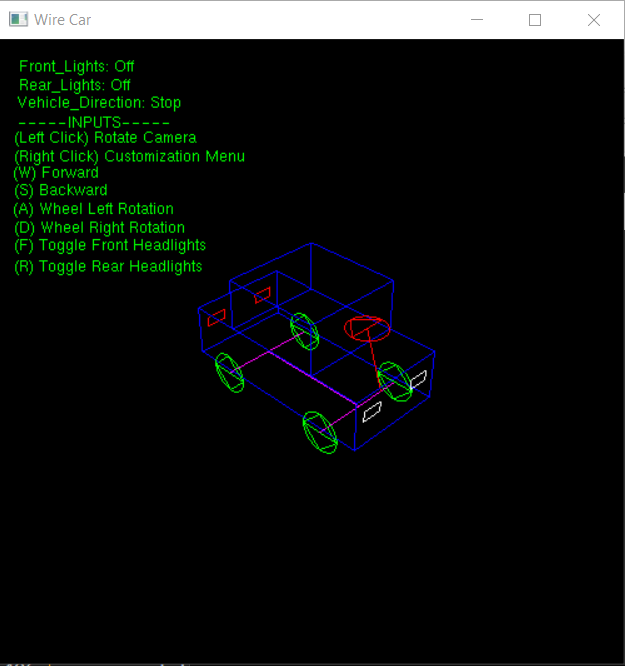 Wire Car
Front_Lights: Off
Rear_Lights: Off
Vehicle_Direction: Stop
-----INPUTS-----
(Left Click) Rotate Camera
(Right Click) Customization Menu
(W) Forward
(S) Backward
(A) Wheel Left Rotation
(D) Wheel Right Rotation
(F) Toggle Front Headlights
(R) Toggle Rear Headlights